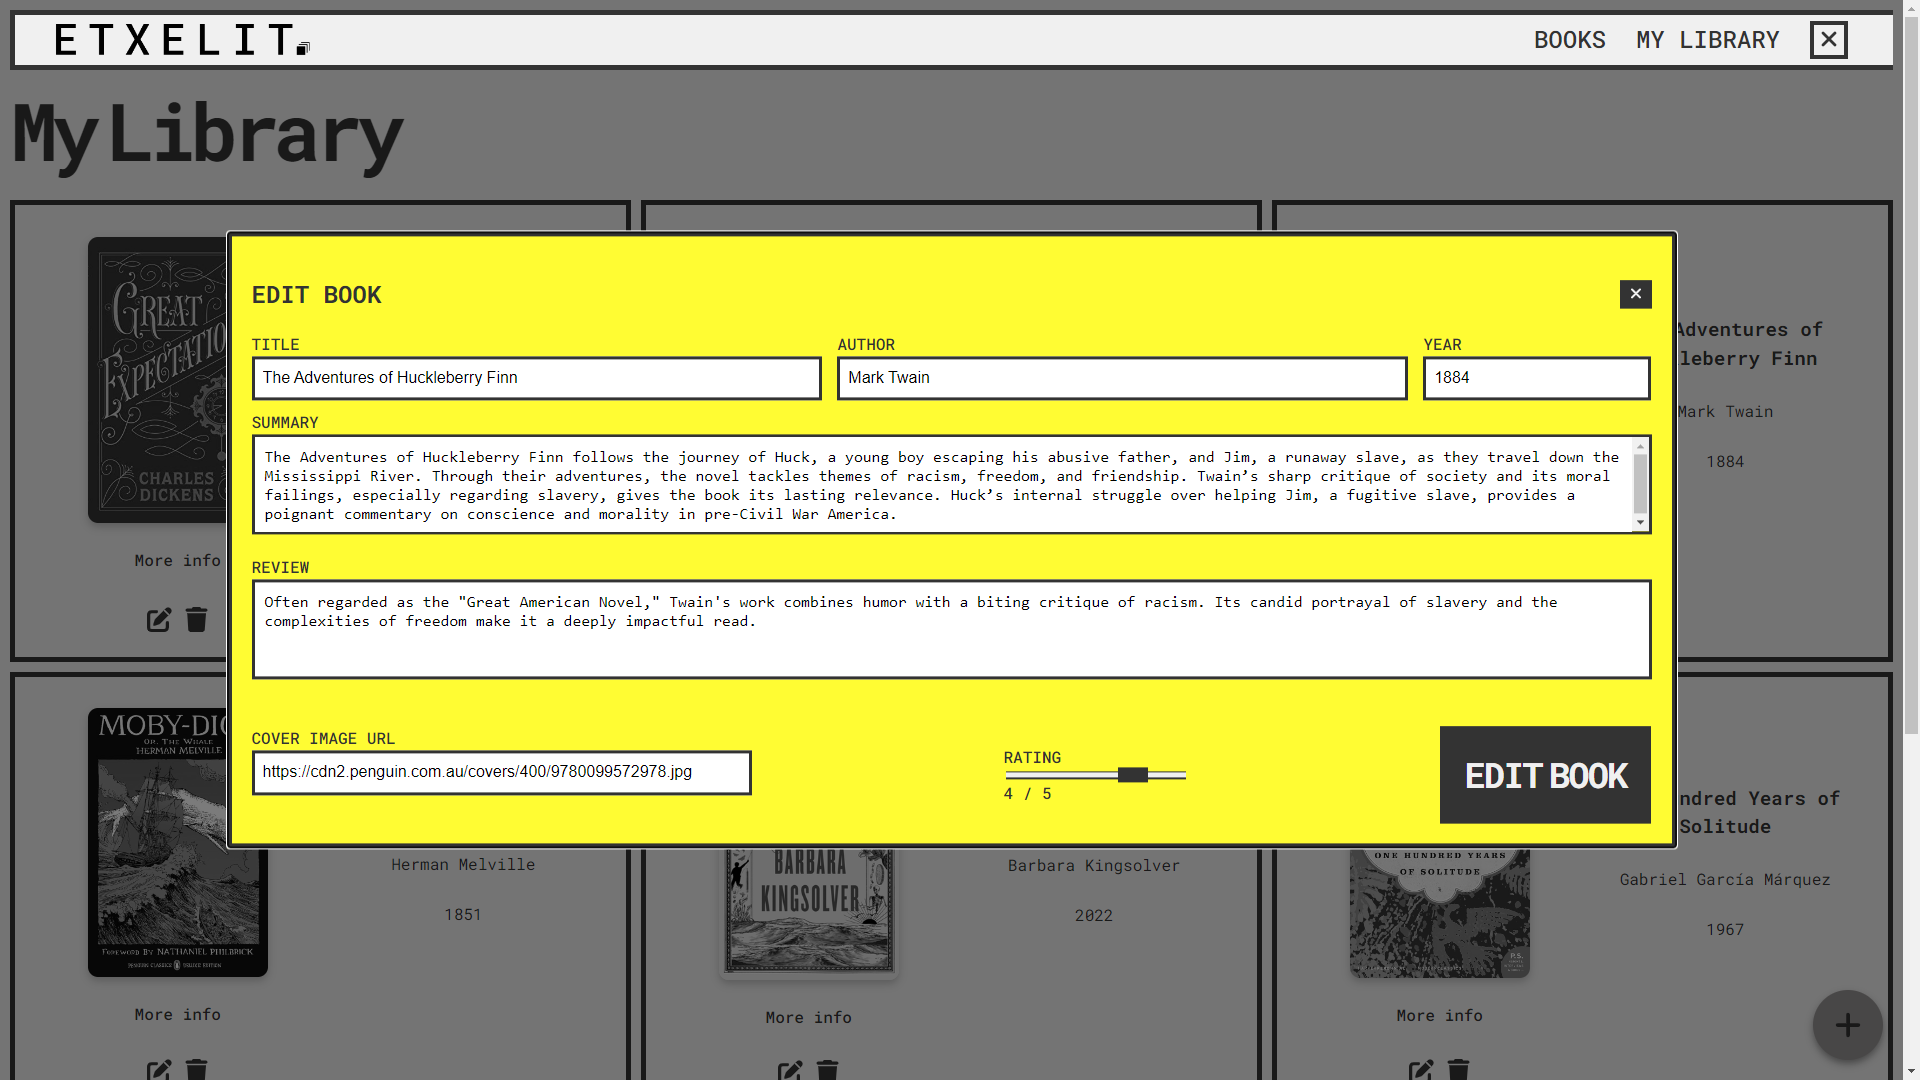 ETXELIT
BOOKS
MY LIBRARY
My Library
EDIT BOOK
TITLE
AUTHOR
YEAR
The Adventures of Huckleberry Finn
Mark Twain
1884
SUMMARY
The Adventures of Huckleberry Finn follows the journey of Huck, a young boy escaping his abusive father, and Jim, a runaway slave, as they travel down the
Mississippi River. Through their adventures, the novel tackles themes of racism, freedom, and friendship. Twain’s sharp critique of society and its moral
failings, especially regarding slavery, gives the book its lasting relevance. Huck’s internal struggle over helping Jim, a fugitive slave, provides a
poignant commentary on conscience and morality in pre-Civil War America.
REVIEW
Often regarded as the "Great American Novel," Twain's work combines humor with a biting critique of racism. Its candid portrayal of slavery and the
complexities of freedom make it a deeply impactful read.
COVER IMAGE URL
https://cdn2.penguin.com.au/covers/400/9780099572978.jpg
RATING
4 / 5
EDIT BOOK
GREAT
EXPECTATIO
CHARLES
DICKENS
More info
Adventures of
leberry Finn
Mark Twain
1884
MOBY-DIC
OR, THE WHALE
HERMAN MELVILLE
FOREWORD BY NATHANIEL PHILBRICK
PENGUIN CLASSICS DELUXE EDITION
Herman Melville
1851
More info
BARBARA
KINGSOLVER
Barbara Kingsolver
2022
More info
ONE HUNDRED YEARS
OF SOLITUDE
P.S.
ndred Years of
Solitude
Gabriel García Márquez
1967
More info